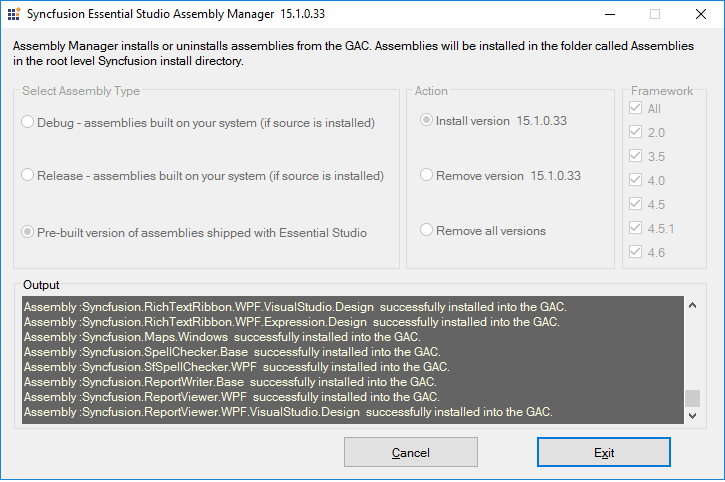 Syncfusion Essential Studio Assembly Manager 15.1.0.33
Assembly Manager installs or uninstalls assemblies from the GAC. Assemblies will be installed in the folder called Assemblies
in the root level Syncfusion install directory.
Select Assembly Type
Debug - assemblies built on your system (if source is installed)
Release - assemblies built on your system (if source is installed)
Pre-built version of assemblies shipped with Essential Studio
Action
Install version 15.1.0.33
Remove version 15.1.0.33
Remove all versions
Framework
All
2.0
3.5
4.0
4.5
4.5.1
4.6
Output
Assembly :Syncfusion.RichTextRibbon.WPF.VisualStudio.Design successfully installed into the GAC.
Assembly :Syncfusion.RichTextRibbon.WPF.Expression.Design successfully installed into the GAC.
Assembly :Syncfusion.Maps.Windows successfully installed into the GAC.
Assembly :Syncfusion.SpellChecker.Base successfully installed into the GAC.
Assembly :Syncfusion.SfSpellChecker.WPF successfully installed into the GAC.
Assembly :Syncfusion.ReportWriter.Base successfully installed into the GAC.
Assembly :Syncfusion.ReportViewer.WPF successfully installed into the GAC.
Assembly :Syncfusion.ReportViewer.WPF.VisualStudio.Design successfully installed into the GAC.
Cancel
Exit